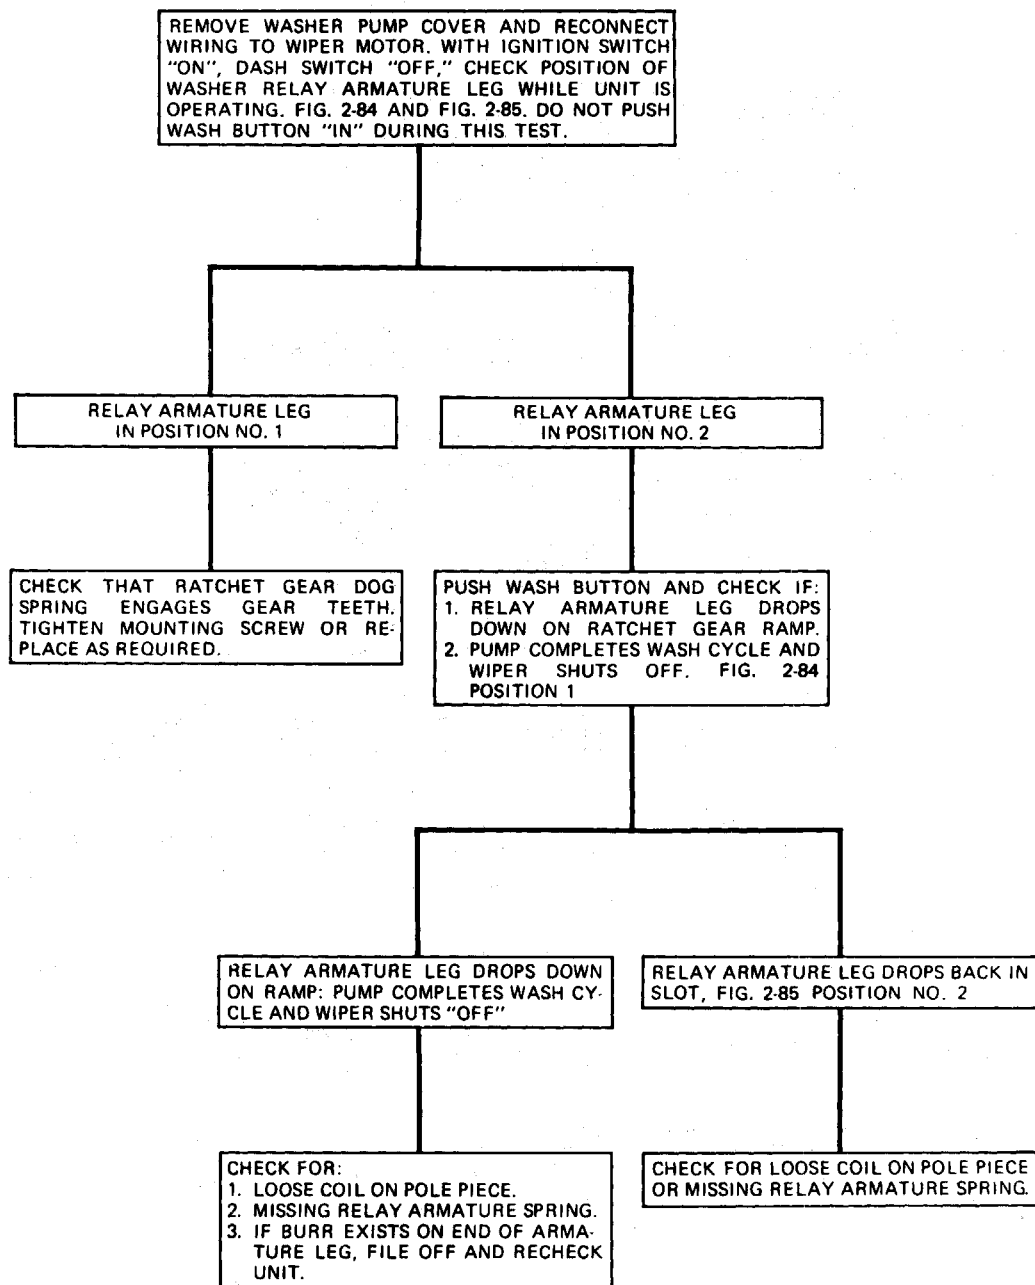 REMOVE WASHER PUMP COVER AND RECONNECT
WIRING TO WIPER MOTOR. WITH IGNITION SWITCH
"ON", DASH SWITCH "OFF," CHECK POSITION OF
WASHER RELAY ARMATURE LEG WHILE UNIT IS
OPERATING. FIG. 2-84 AND FIG. 2-85. DO NOT PUSH
WASH BUTTON "IN" DURING THIS TEST.
RELAY ARMATURE LEG
IN POSITION NO. 1
RELAY ARMATURE LEG
IN POSITION NO. 2
CHECK THAT RATCHET GEAR DOG
SPRING ENGAGES GEAR TEETH.
TIGHTEN MOUNTING SCREW OR RE-
PLACE AS REQUIRED.
PUSH WASH BUTTON AND CHECK IF:
1. RELAY ARMATURE LEG DROPS
DOWN ON RATCHET GEAR RAMP.
2. PUMP COMPLETES WASH CYCLE AND
WIPER SHUTS OFF. FIG. 2-84
POSITION 1
RELAY ARMATURE LEG DROPS DOWN
ON RAMP: PUMP COMPLETES WASH CY-
CLE AND WIPER SHUTS "OFF"
RELAY ARMATURE LEG DROPS BACK IN
SLOT, FIG. 2-85 POSITION NO. 2
CHECK FOR:
1. LOOSE COIL ON POLE PIECE.
2. MISSING RELAY ARMATURE SPRING.
3. IF BURR EXISTS ON END OF ARMA-
TURE LEG, FILE OFF AND RECHECK
UNIT.
CHECK FOR LOOSE COIL ON POLE PIECE
OR MISSING RELAY ARMATURE SPRING.